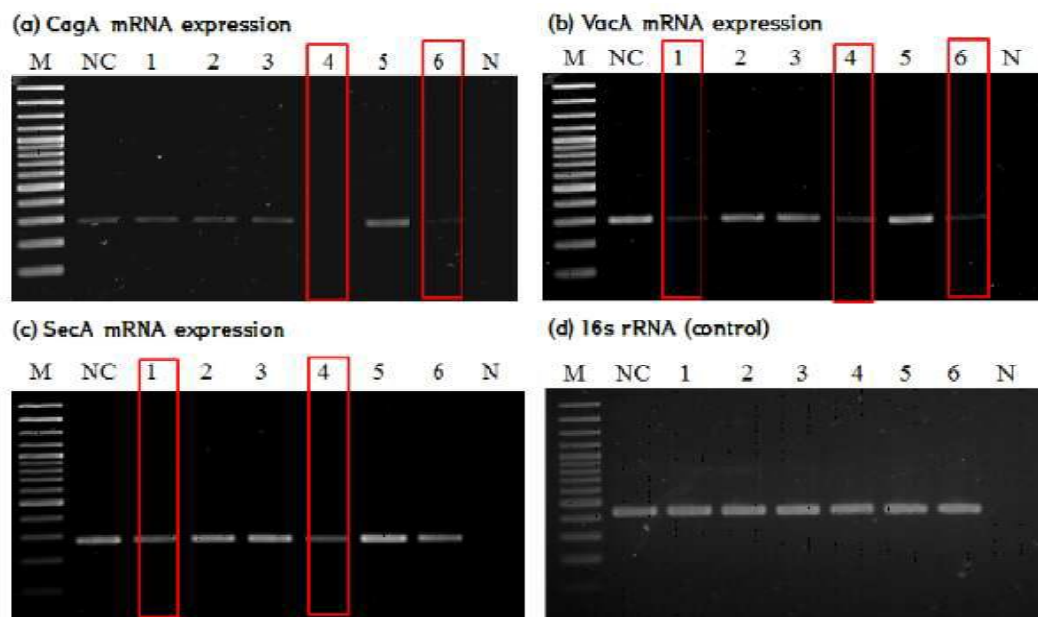 (a) CagA mRNA expression
M NC 1 2 3 4 5 6 N
(b) VacA mRNA expression
M NC 1 2 3 4 5 6 N
(c) SecA mRNA expression
M NC 1 2 3 4 5 6 N
(d) 16s rRNA (control)
M NC 1 2 3 4 5 6 N